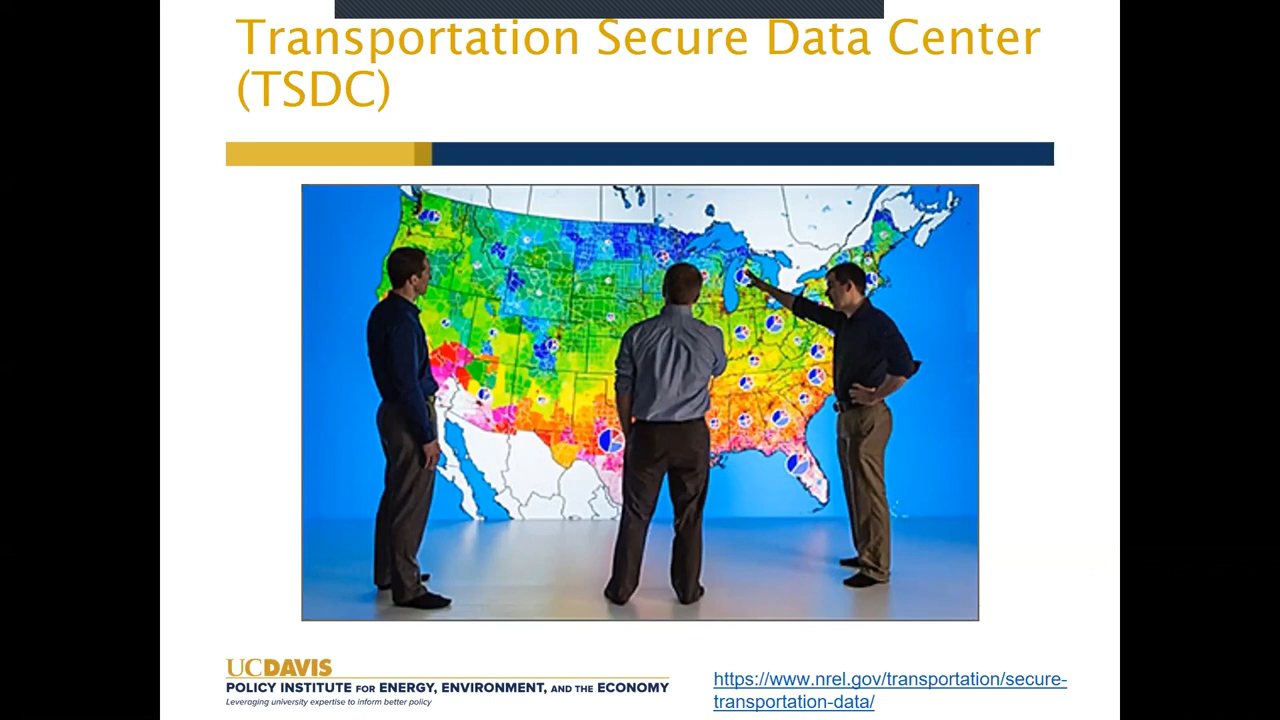 Transportation Secure Data Center
(TSDC)
UCDAVIS
POLICY INSTITUTE FOR ENERGY, ENVIRONMENT, AND THE ECONOMY
Leveraging university expertise to inform better policy
https://www.nrel.gov/transportation/secure-
transportation-data/